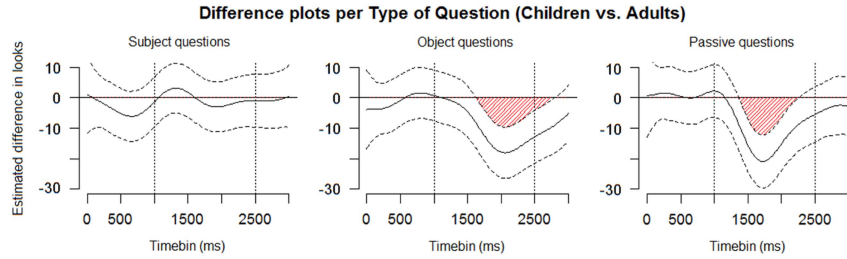 Difference plots per Type of Question (Children vs. Adults)
Subject questions
Object questions
Passive questions
Estimated difference in looks
10
0
-10
-30
0 500 1500 2500
Timebin (ms)
10
0
-10
-30
0 500 1500 2500
Timebin (ms)
10
0
-10
-30
0 500 1500 2500
Timebin (ms)